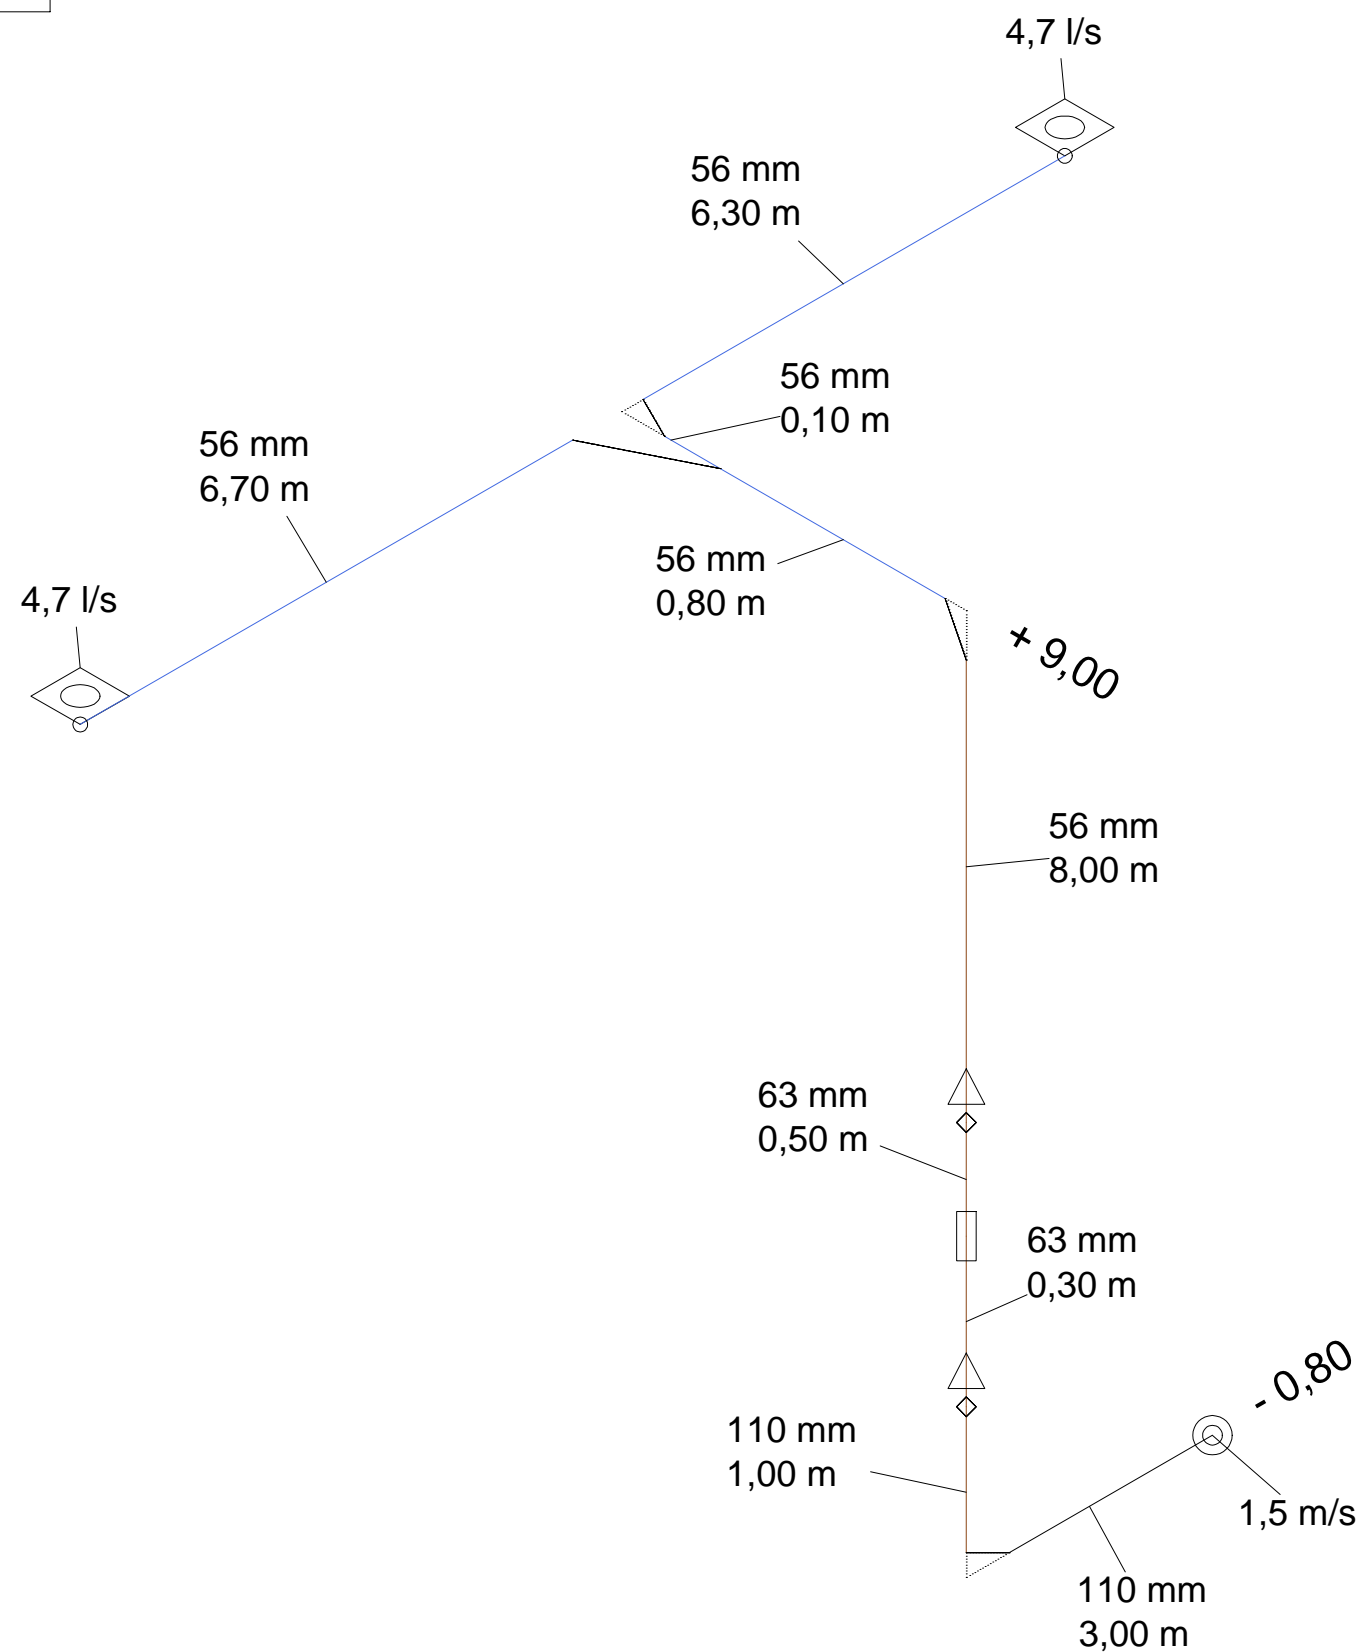 4,7 l/s
56 mm
6,30 m
56 mm
0,10 m
56 mm
6,70 m
56 mm
0,80 m
4,7 l/s
+ 9,00
56 mm
8,00 m
63 mm
0,50 m
63 mm
0,30 m
- 0,80
110 mm
1,00 m
1,5 m/s
110 mm
3,00 m